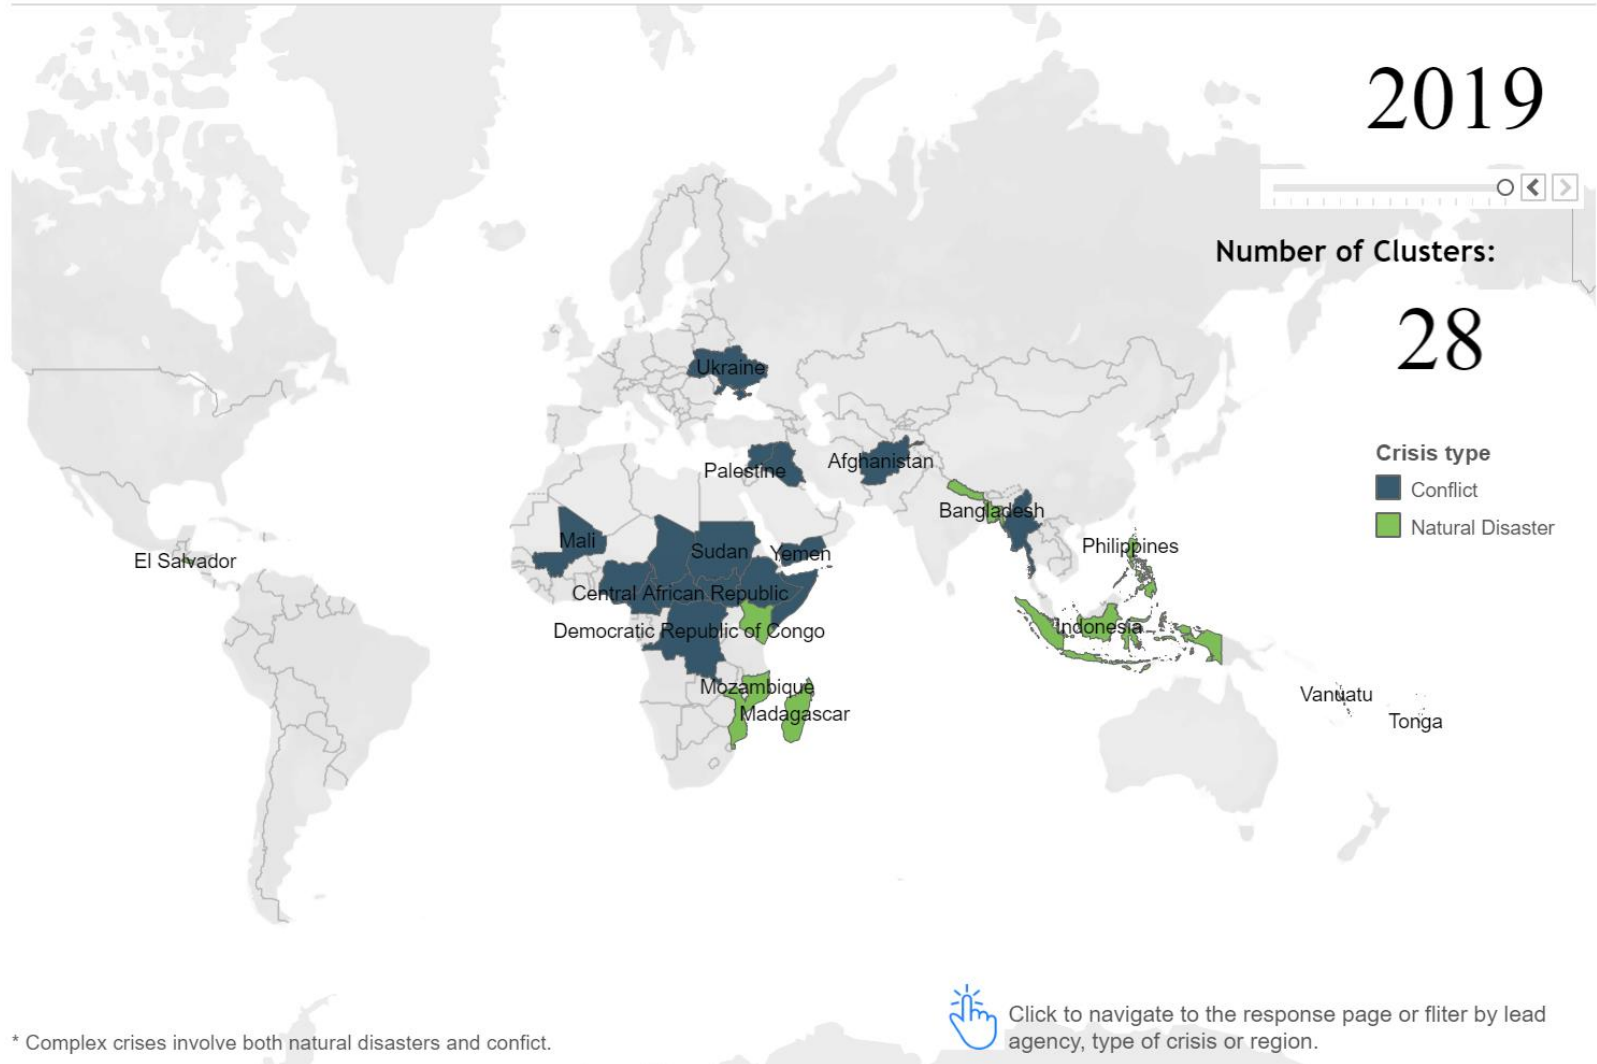 2019
Number of Clusters:
28
Ukraine
Crisis type
Palestine
Afghanistan
Conflict
Bangladesh
Natural Disaster
Mali
Sudan
Yemen
Philippines
El Salvador
Central African Republic
Democratic Republic of Congo
Indonesia
Mozambique
Madagascar
Vanuatu
Tonga
Click to navigate to the response page or fliter by lead
agency, type of crisis or region.
* Complex crises involve both natural disasters and confict.